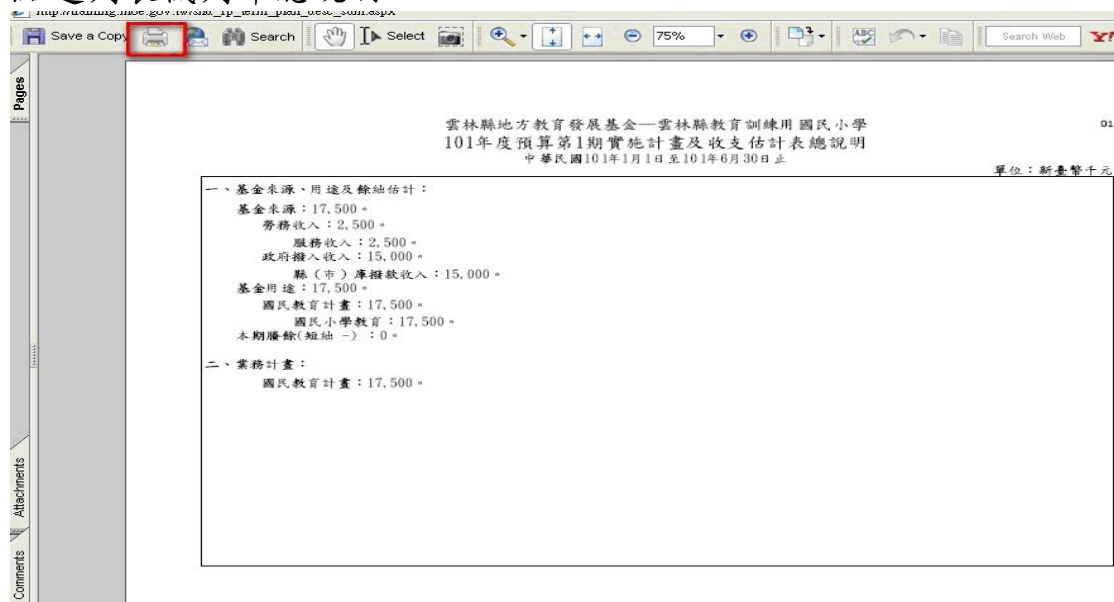 http://training.moe.gov.tw/snd_rp_term_plan_desc_sum.aspx
Save a Copy Search Select 75% Search Web Y!
Pages
雲林縣地方教育發展基金—雲林縣教育訓練用國民小學 01
101年度預算第1期實施計畫及收支估計表總說明
中華民國101年1月1日至101年6月30日止
單位：新臺幣千元
一、基金來源、用途及餘絀估計：
基金來源：17,500。
勞務收入：2,500。
服務收入：2,500。
政府撥入收入：15,000。
縣（市）庫撥款收入：15,000。
基金用途：17,500。
國民教育計畫：17,500。
國民小學教育：17,500。
本期賸餘(短絀 –) ：0。
二、業務計畫：
國民教育計畫：17,500。
Attachments
Comments